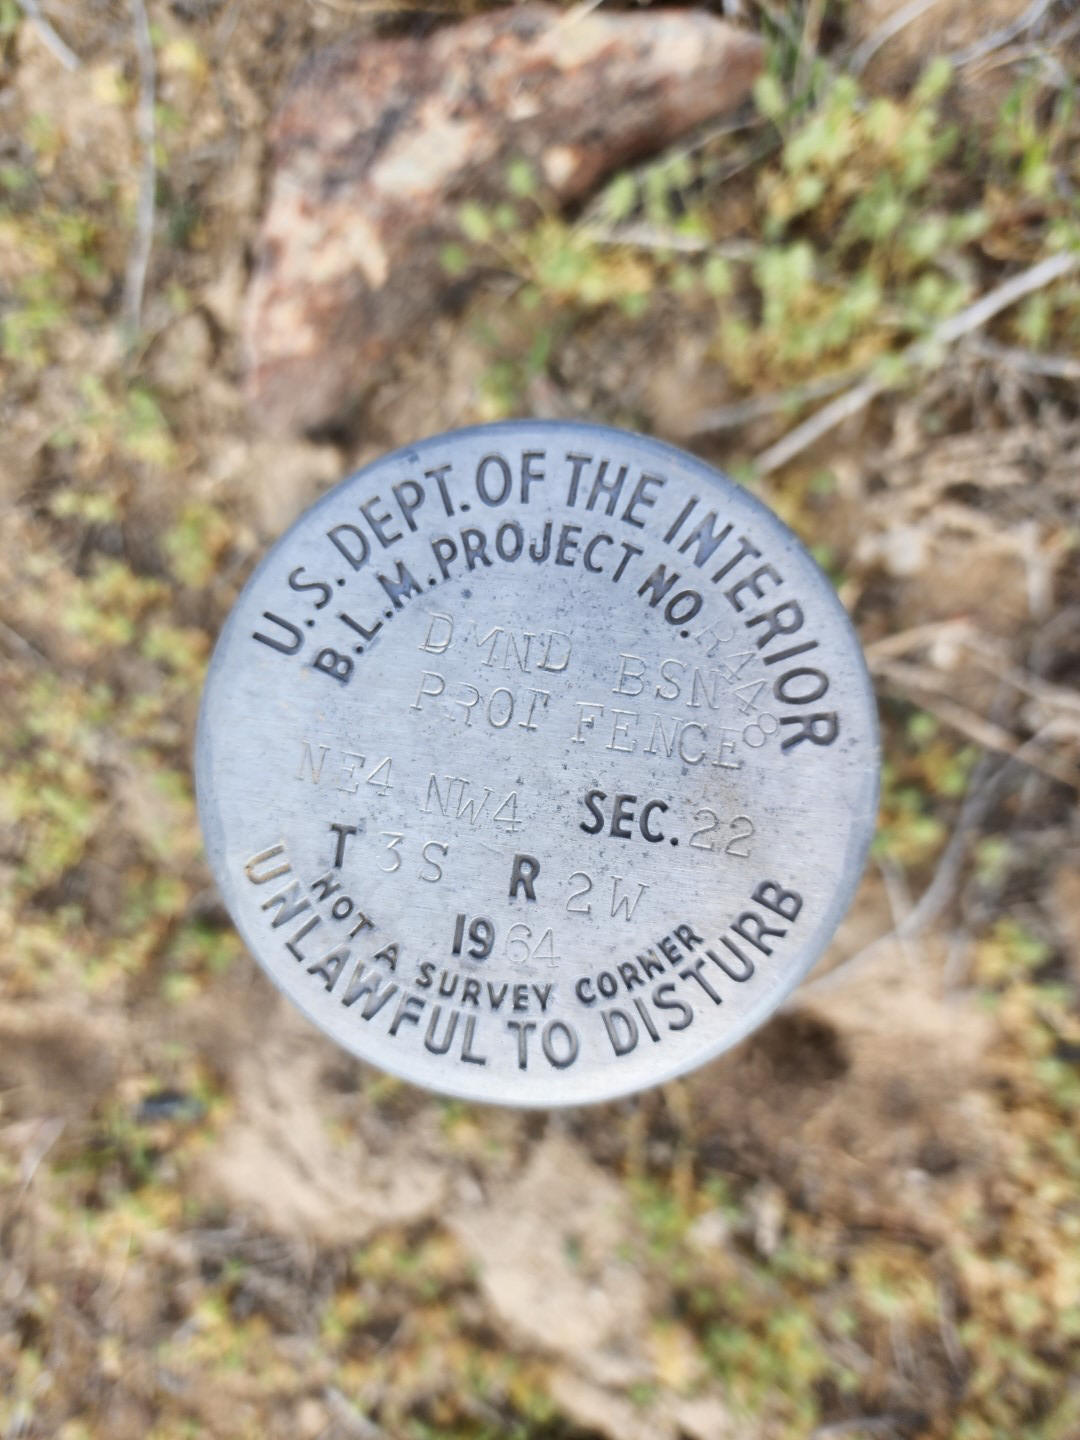 U.S. DEPT. OF THE INTERIOR
B.L.M. PROJECT NO. R448
DMND BSN
PROT FENCE
NE4 NW4 SEC. 22
T 3S R 2W
1964
NOT A SURVEY CORNER
UNLAWFUL TO DISTURB